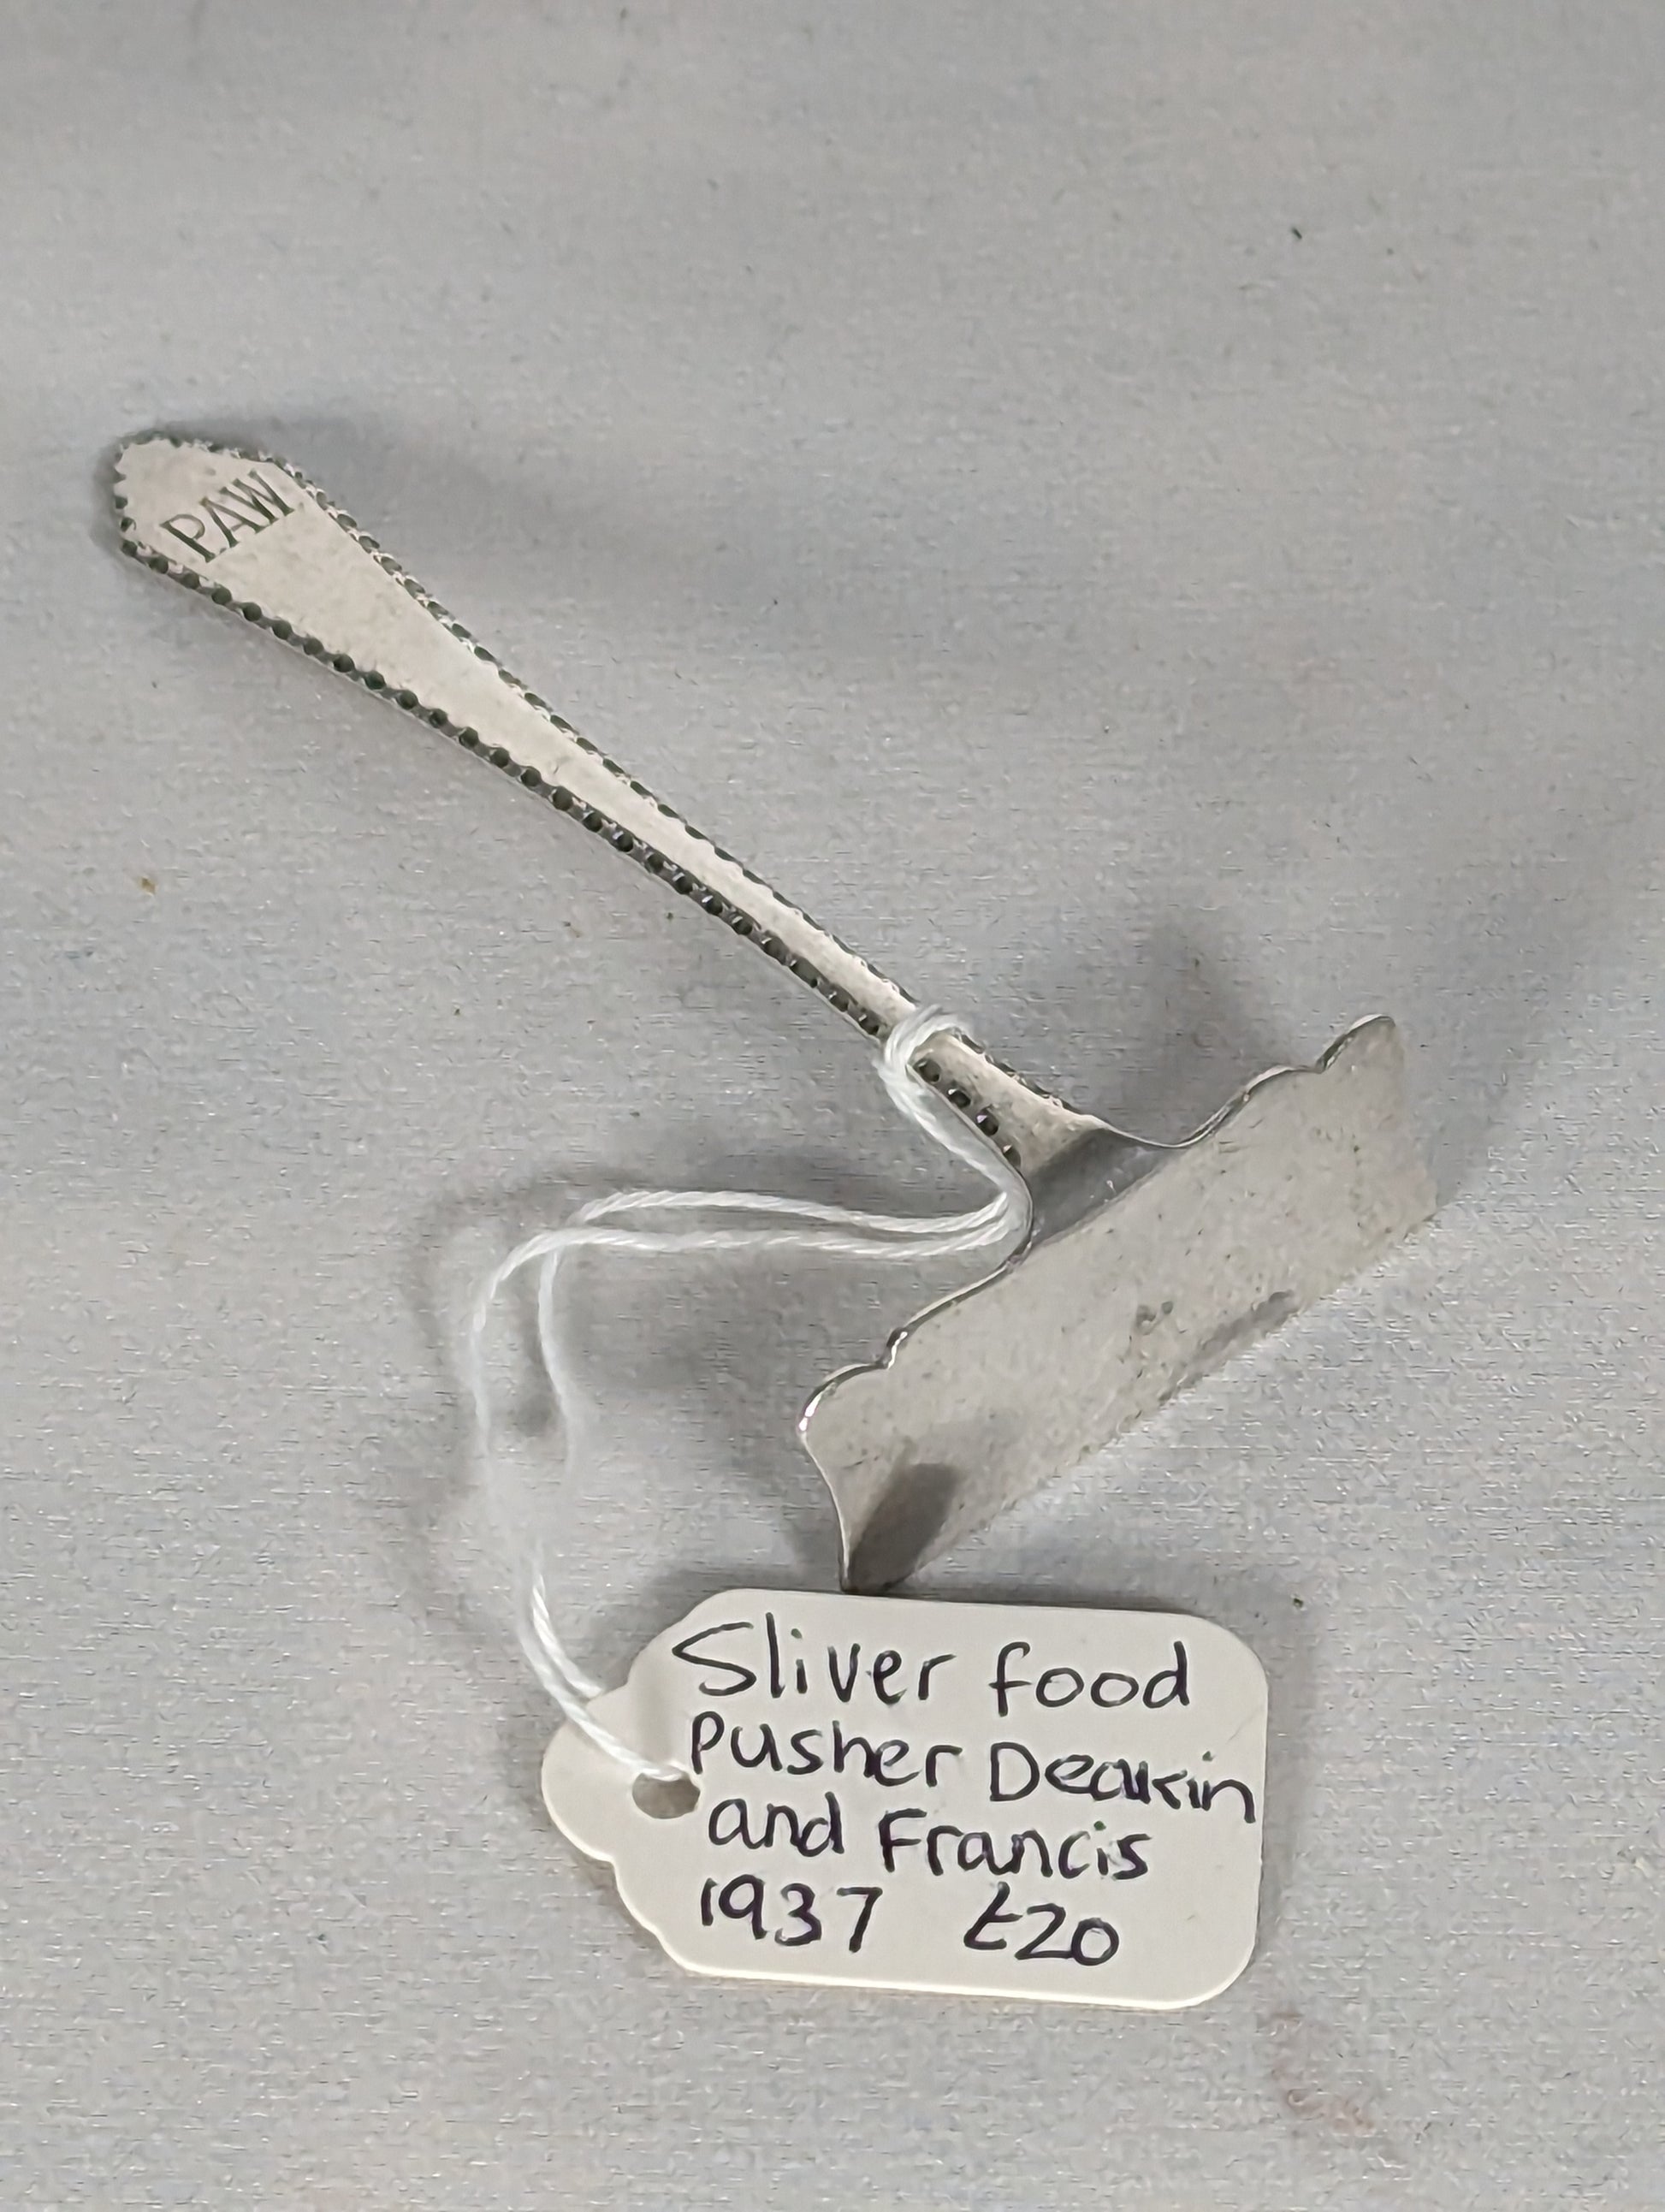 PAW
Sliver food
Pusher Deakin
and Francis
1937 £20